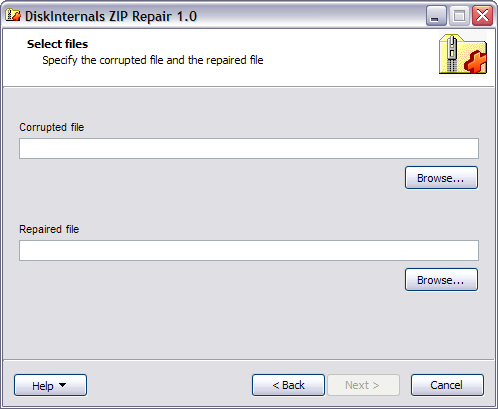 DiskInternals ZIP Repair 1.0
Select files
Specify the corrupted file and the repaired file
Corrupted file
Browse...
Repaired file
Browse...
Help < Back Next > Cancel